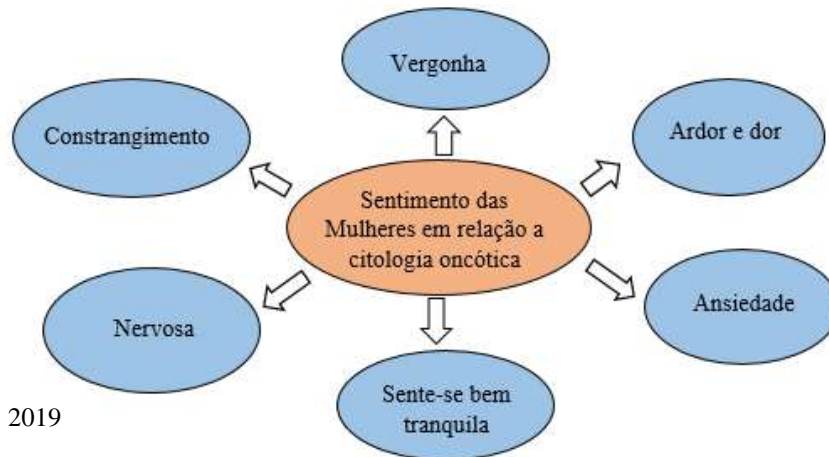 Vergonha
Constrangimento
Ardor e dor
Sentimento das
Mulheres em relação a
citologia oncótica
Nervosa
Ansiedade
Sente-se bem
tranquila
2019